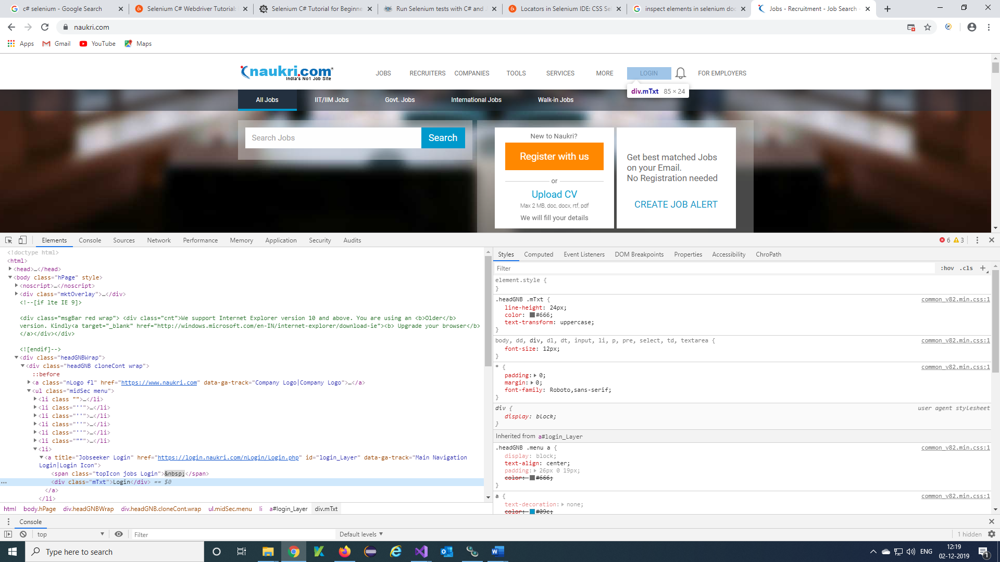 c# selenium - Google Search
Selenium C# Webdriver Tutorial:
Selenium C# Tutorial for Beginne
Run Selenium tests with C# and
Locators in Selenium IDE: CSS Se
inspect elements in selenium doc
Jobs - Recruitment - Job Search -
naukri.com
Apps Gmail YouTube Maps
naukri.com
India's No1 Job Site
JOBS RECRUITERS COMPANIES TOOLS SERVICES MORE LOGIN FOR EMPLOYERS
div.mTxt 85 × 24
All Jobs IIT/IIM Jobs Govt. Jobs International Jobs Walk-in Jobs
Search Jobs
Search
New to Naukri?
Register with us
or
Upload CV
Max 2 MB, doc, docx, rtf, pdf
We will fill your details
Get best matched Jobs
on your Email.
No Registration needed
CREATE JOB ALERT
Elements Console Sources Network Performance Memory Application Security Audits
6 3
<!doctype html>
<html>
<head>…</head>
<body class="hPage" style>
<noscript>…</noscript>
<div class="mktOverlay">…</div>
<!--[if lte IE 9]>
<div class="msgBar red wrap"> <div class="cnt">We support Internet Explorer version 10 and above. You are using an <b>Older</b>
version. Kindly<a target="_blank" href="http://windows.microsoft.com/en-IN/internet-explorer/download-ie"><b> Upgrade your browser</b>
</a></div></div>
<![endif]-->
<div class="headGNBWrap">
<div class="headGNB cloneCont wrap">
::before
<a class="nLogo fl" href="https://www.naukri.com" data-ga-track="Company Logo|Company Logo">…</a>
<ul class="midSec menu">
<li class "">…</li>
<li class="''">…</li>
<li class="''">…</li>
<li class="''">…</li>
<li class="''">…</li>
<li class="""">…</li>
<li>
<a title="Jobseeker Login" href="https://login.naukri.com/nLogin/Login.php" id="login_Layer" data-ga-track="Main Navigation
Login|Login Icon">
<span class="topIcon jobs Login">&nbsp;</span>
… <div class="mTxt">Login</div> == $0
</a>
</li>
html body.hPage div.headGNBWrap div.headGNB.cloneCont.wrap ul.midSec.menu li a#login_Layer div.mTxt
Styles Computed Event Listeners DOM Breakpoints Properties Accessibility ChroPath
Filter :hov .cls +
element.style {
}
.headGNB .mTxt { common_v82.min.css:1
line-height: 24px;
color: #666;
text-transform: uppercase;
}
body, dd, div, dl, dt, input, li, p, pre, select, td, textarea { common_v82.min.css:1
font-size: 12px;
}
* { common_v82.min.css:1
padding: 0;
margin: 0;
font-family: Roboto,sans-serif;
}
div { user agent stylesheet
display: block;
}
Inherited from a#login_Layer
.headGNB .menu a { common_v82.min.css:1
display: block;
text-align: center;
padding: 26px 0 19px;
color: #666;
}
a { common_v82.min.css:1
text-decoration: none;
color: #09c;
Console
top Filter Default levels 1 hidden
Type here to search
ENG
12:19
02-12-2019
1